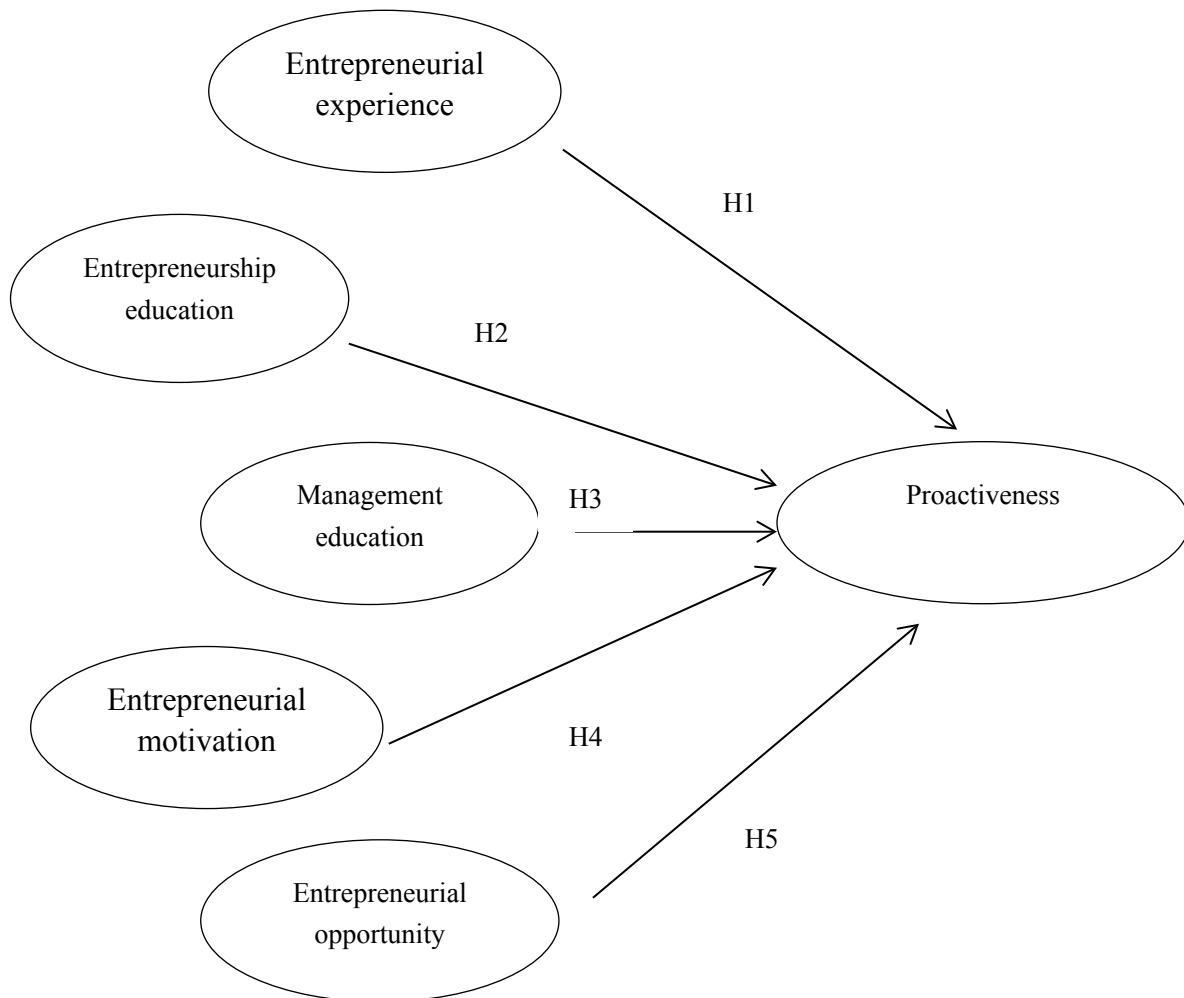 Entrepreneurial
experience
H1
Entrepreneurship
education
H2
Management
education
H3
Proactiveness
Entrepreneurial
motivation
H4
H5
Entrepreneurial
opportunity